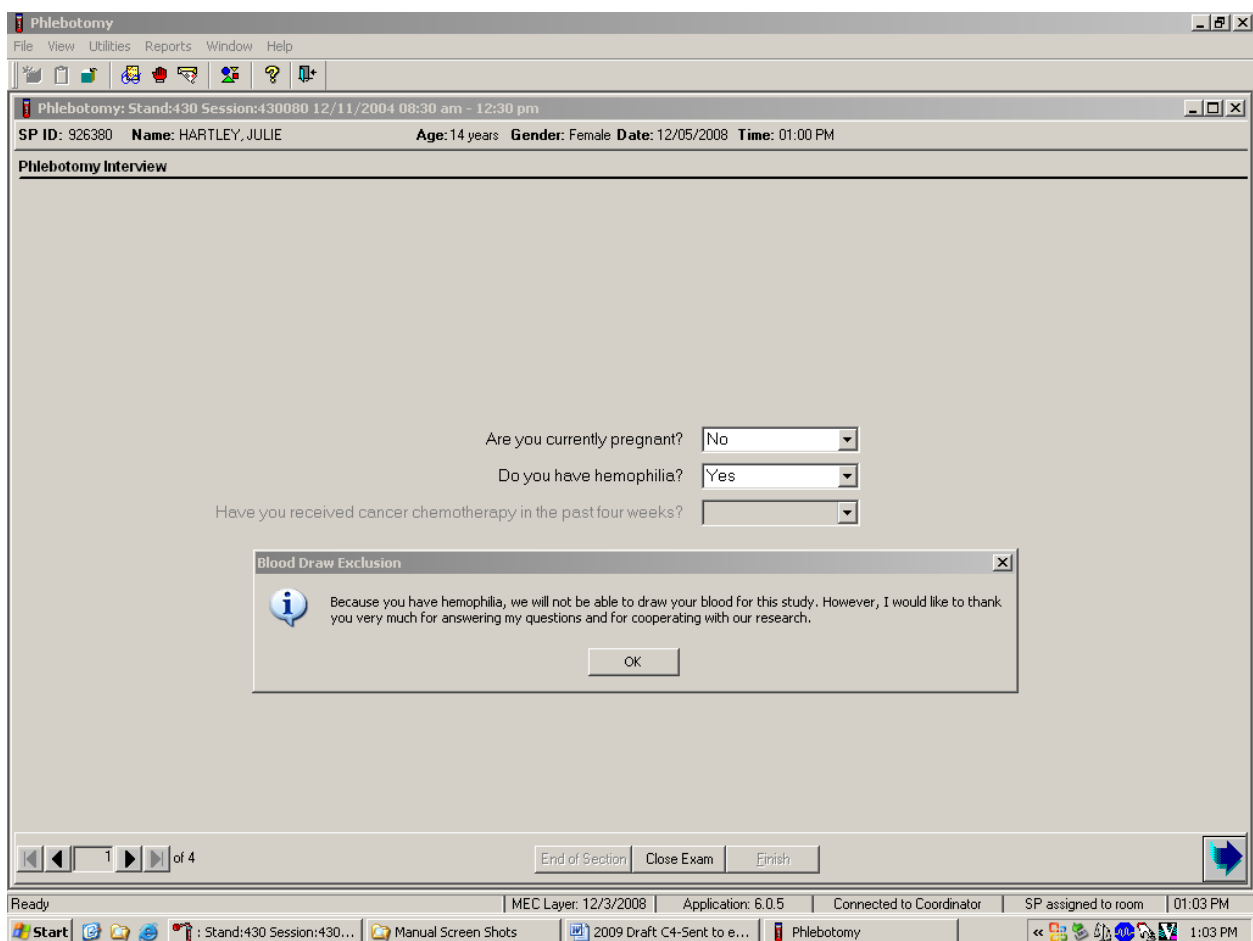 Phlebotomy
File View Utilities Reports Window Help
Phlebotomy: Stand:430 Session:430080 12/11/2004 08:30 am - 12:30 pm
SP ID: 926380 Name: HARTLEY, JULIE Age: 14 years Gender: Female Date: 12/05/2008 Time: 01:00 PM
Phlebotomy Interview
Are you currently pregnant? No
Do you have hemophilia? Yes
Have you received cancer chemotherapy in the past four weeks?
Blood Draw Exclusion
Because you have hemophilia, we will not be able to draw your blood for this study. However, I would like to thank
you very much for answering my questions and for cooperating with our research.
OK
1 of 4 End of Section Close Exam Finish
Ready MEC Layer: 12/3/2008 Application: 6.0.5 Connected to Coordinator SP assigned to room 01:03 PM
Start : Stand:430 Session:430... Manual Screen Shots 2009 Draft C4-Sent to e... Phlebotomy « 1:03 PM